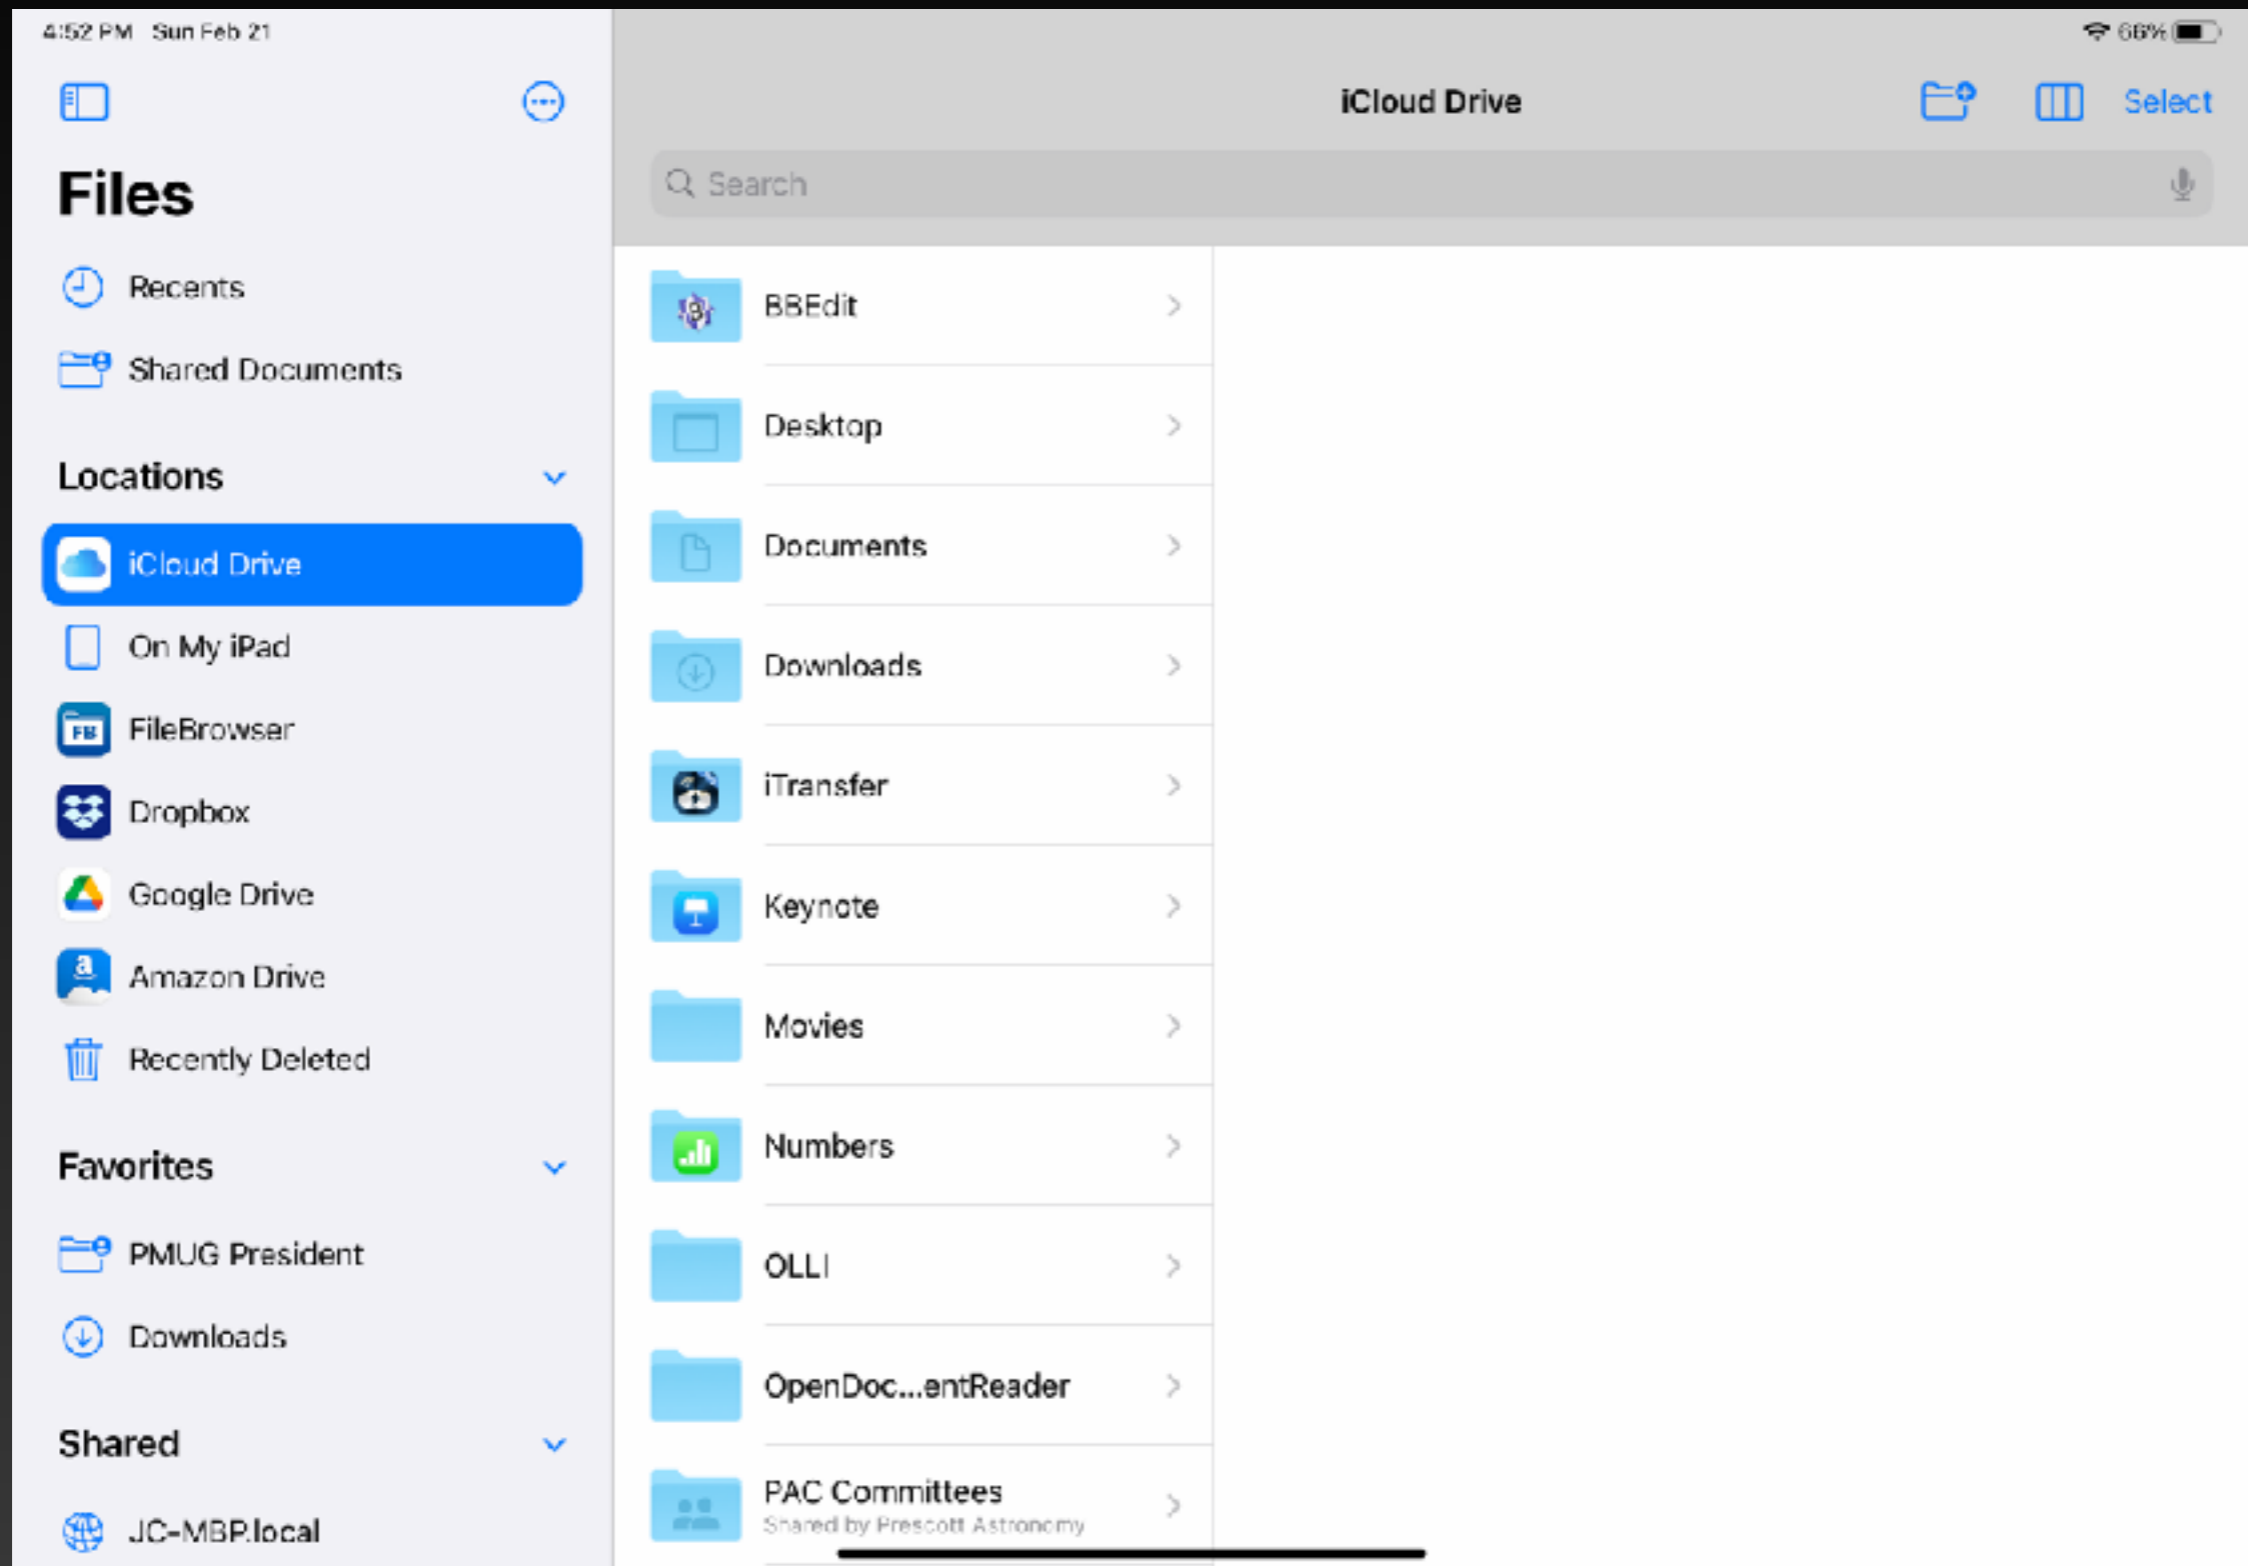 4:52 PM Sun Feb 21
66%
Files
Recents
Shared Documents
Locations
iCloud Drive
On My iPad
FB
FileBrowser
Dropbox
Google Drive
a
Amazon Drive
Recently Deleted
Favorites
PMUG President
Downloads
Shared
JC-MBP.local
iCloud Drive
Select
Search
B
BBEdit
Desktop
Documents
Downloads
iTransfer
Keynote
Movies
Numbers
OLLI
OpenDoc...entReader
PAC Committees
Shared by Prescott Astronomy